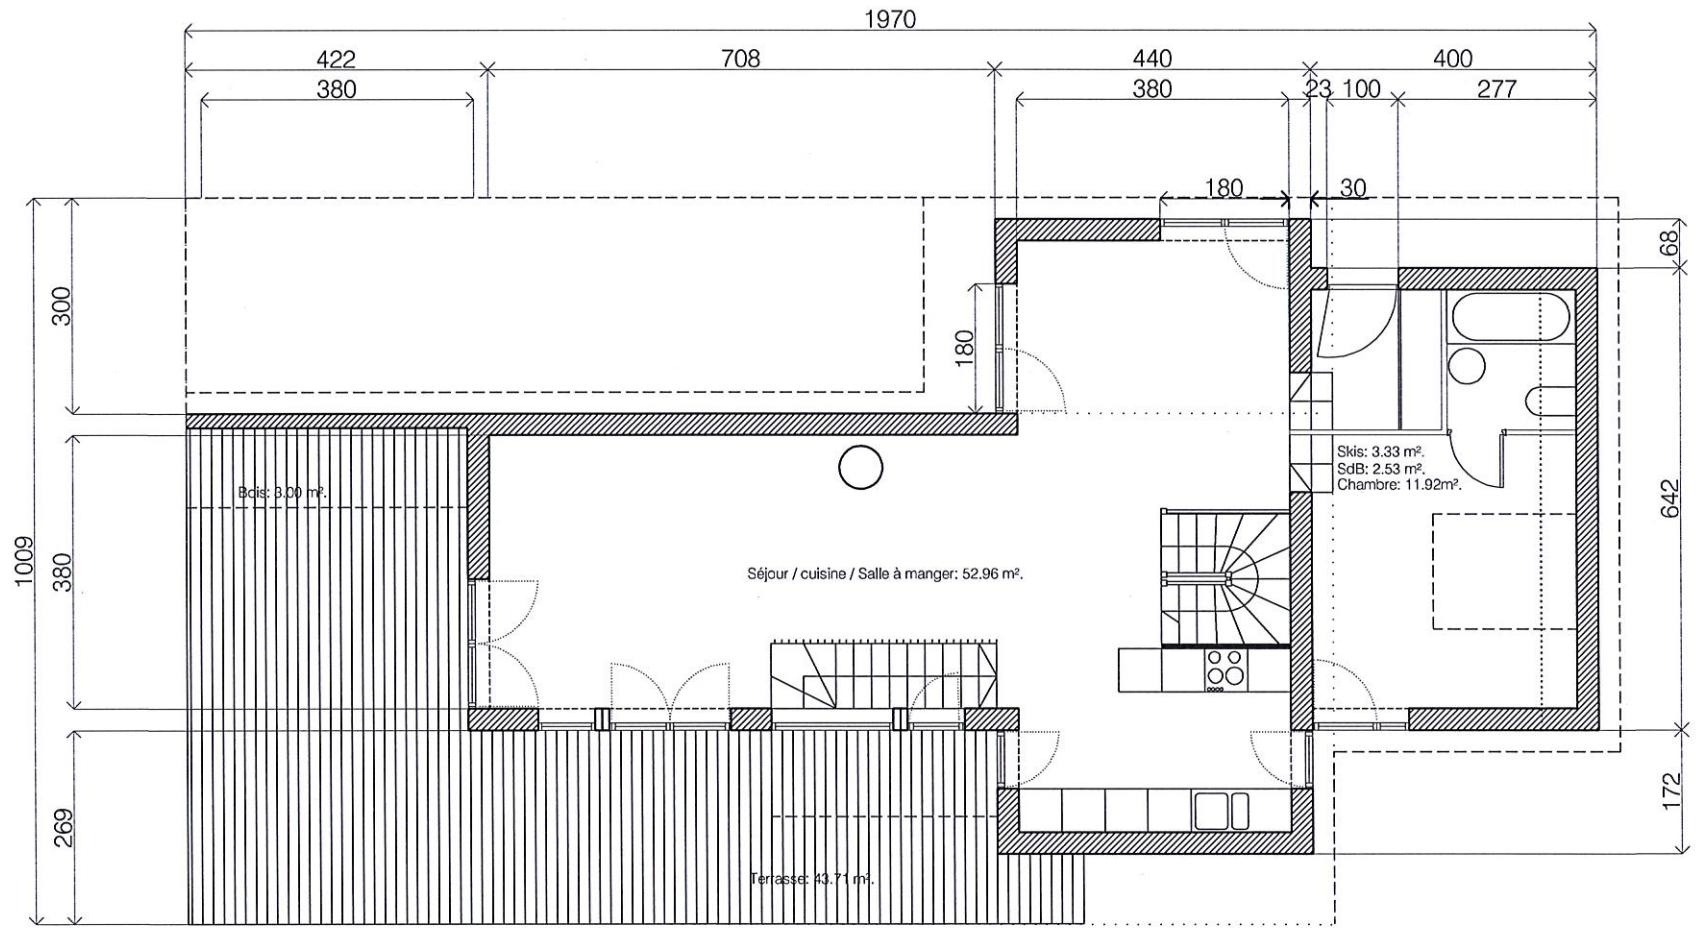 1970
422 708 440 400
380 380 23 100 277
180 30
68
300
180
Skis: 3.33 m².
SdB: 2.53 m².
Chambre: 11.92m².
Bois: 3.00 m².
642
1009
380
Séjour / cuisine / Salle à manger: 52.96 m².
269
172
Terrasse: 43.71 m².